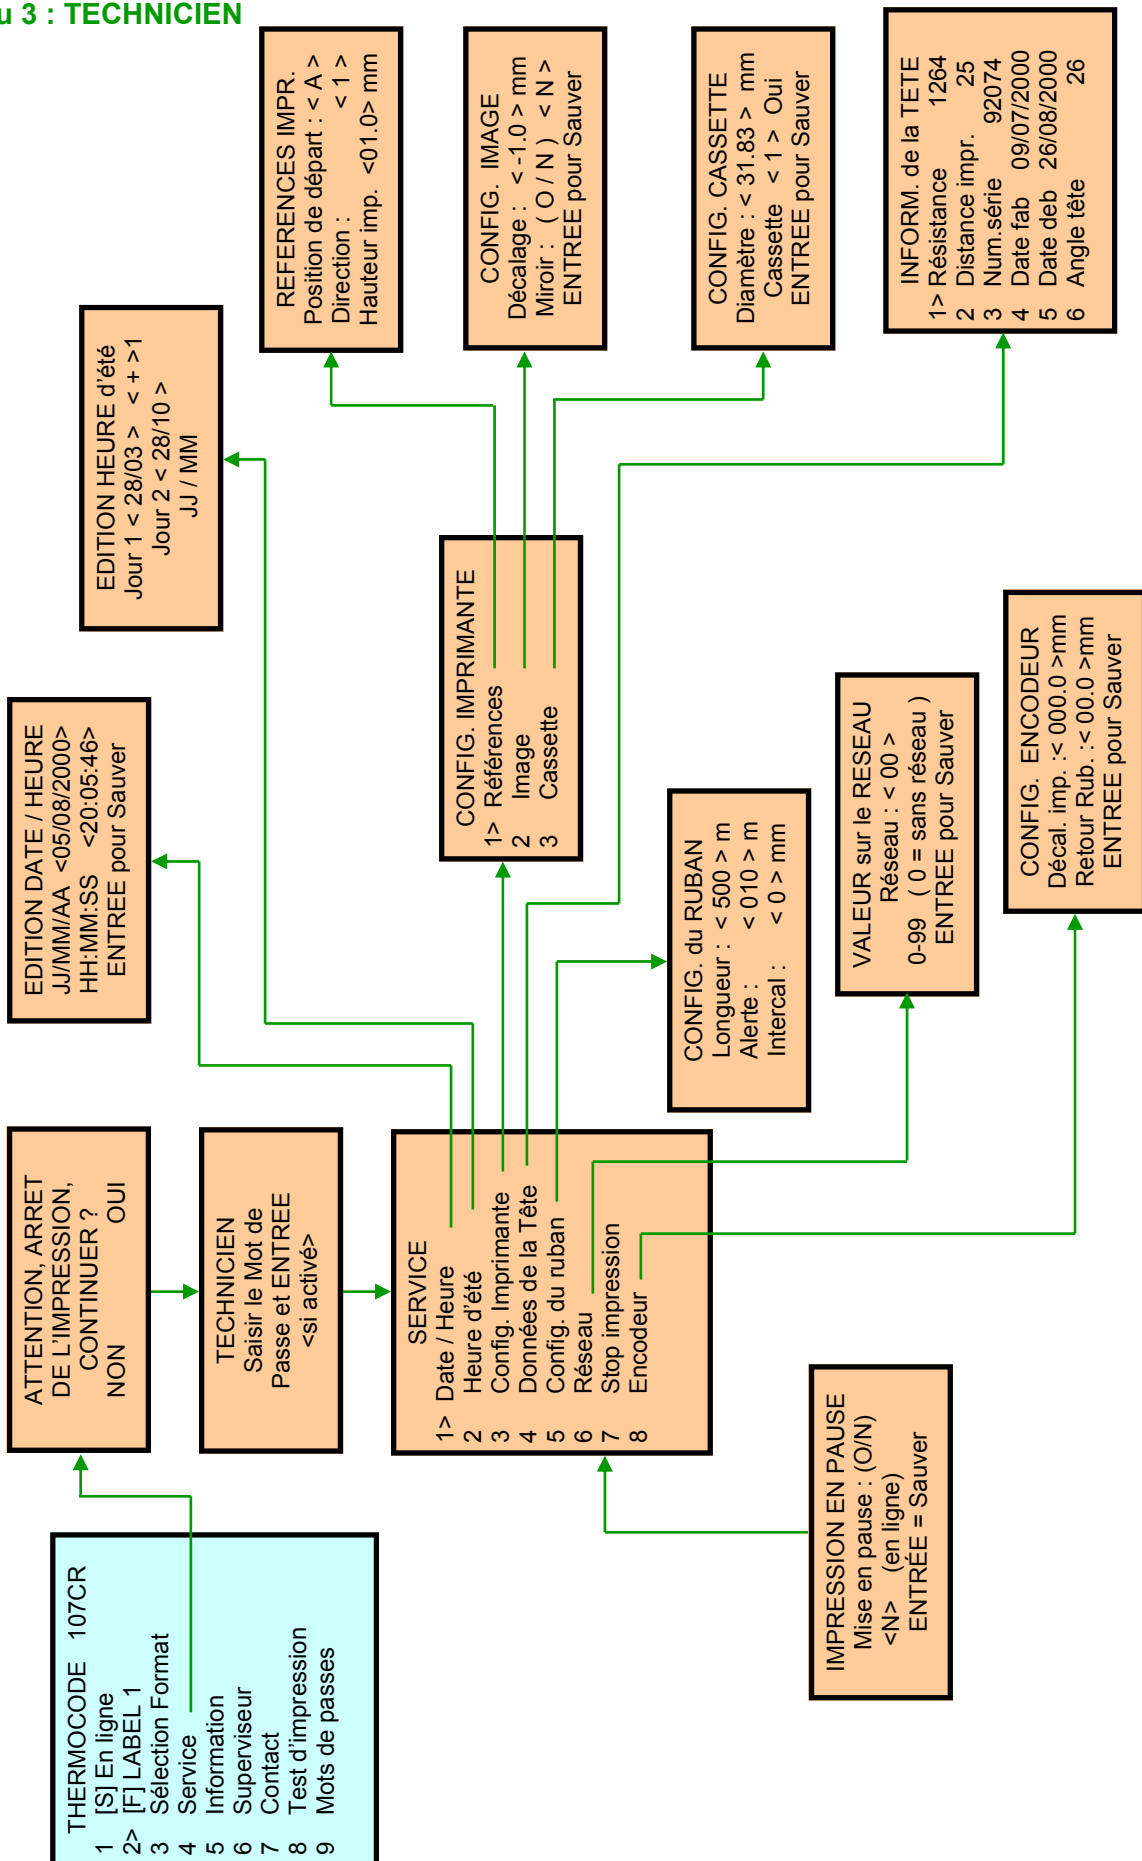 u 3 : TECHNICIEN
THERMOCODE 107CR
1 [S] En ligne
2> [F] LABEL 1
3 Sélection Format
4 Service
5 Information
6 Superviseur
7 Contact
8 Test d'impression
9 Mots de passes
ATTENTION, ARRET
DE L'IMPRESSION,
CONTINUER ?
NON OUI
TECHNICIEN
Saisir le Mot de
Passe et ENTREE
<si activé>
SERVICE
1> Date / Heure
2 Heure d'été
3 Config. Imprimante
4 Données de la Tête
5 Config. du ruban
6 Réseau
7 Stop impression
8 Encodeur
IMPRESSION EN PAUSE
Mise en pause : (O/N)
<N> (en ligne)
ENTRÉE = Sauver
EDITION DATE / HEURE
JJ/MM/AA <05/08/2000>
HH:MM:SS <20:05:46>
ENTREE pour Sauver
EDITION HEURE d'été
Jour 1 < 28/03 > < + >1
Jour 2 < 28/10 >
JJ / MM
CONFIG. IMPRIMANTE
1> Références
2 Image
3 Cassette
REFERENCES IMPR.
Position de départ : < A >
Direction : < 1 >
Hauteur imp. <01.0> mm
CONFIG. IMAGE
Décalage : < -1.0 > mm
Miroir : ( O / N ) < N >
ENTREE pour Sauver
CONFIG. CASSETTE
Diamètre : < 31.83 > mm
Cassette < 1 > Oui
ENTREE pour Sauver
INFORM. de la TETE
1> Résistance 1264
2 Distance impr. 25
3 Num.série 92074
4 Date fab 09/07/2000
5 Date deb 26/08/2000
6 Angle tête 26
CONFIG. du RUBAN
Longueur : < 500 > m
Alerte : < 010 > m
Intercal : < 0 > mm
VALEUR sur le RESEAU
Réseau : < 00 >
0-99 ( 0 = sans réseau )
ENTREE pour Sauver
CONFIG. ENCODEUR
Décal. imp. :< 000.0 >mm
Retour Rub. :< 00.0 >mm
ENTREE pour Sauver